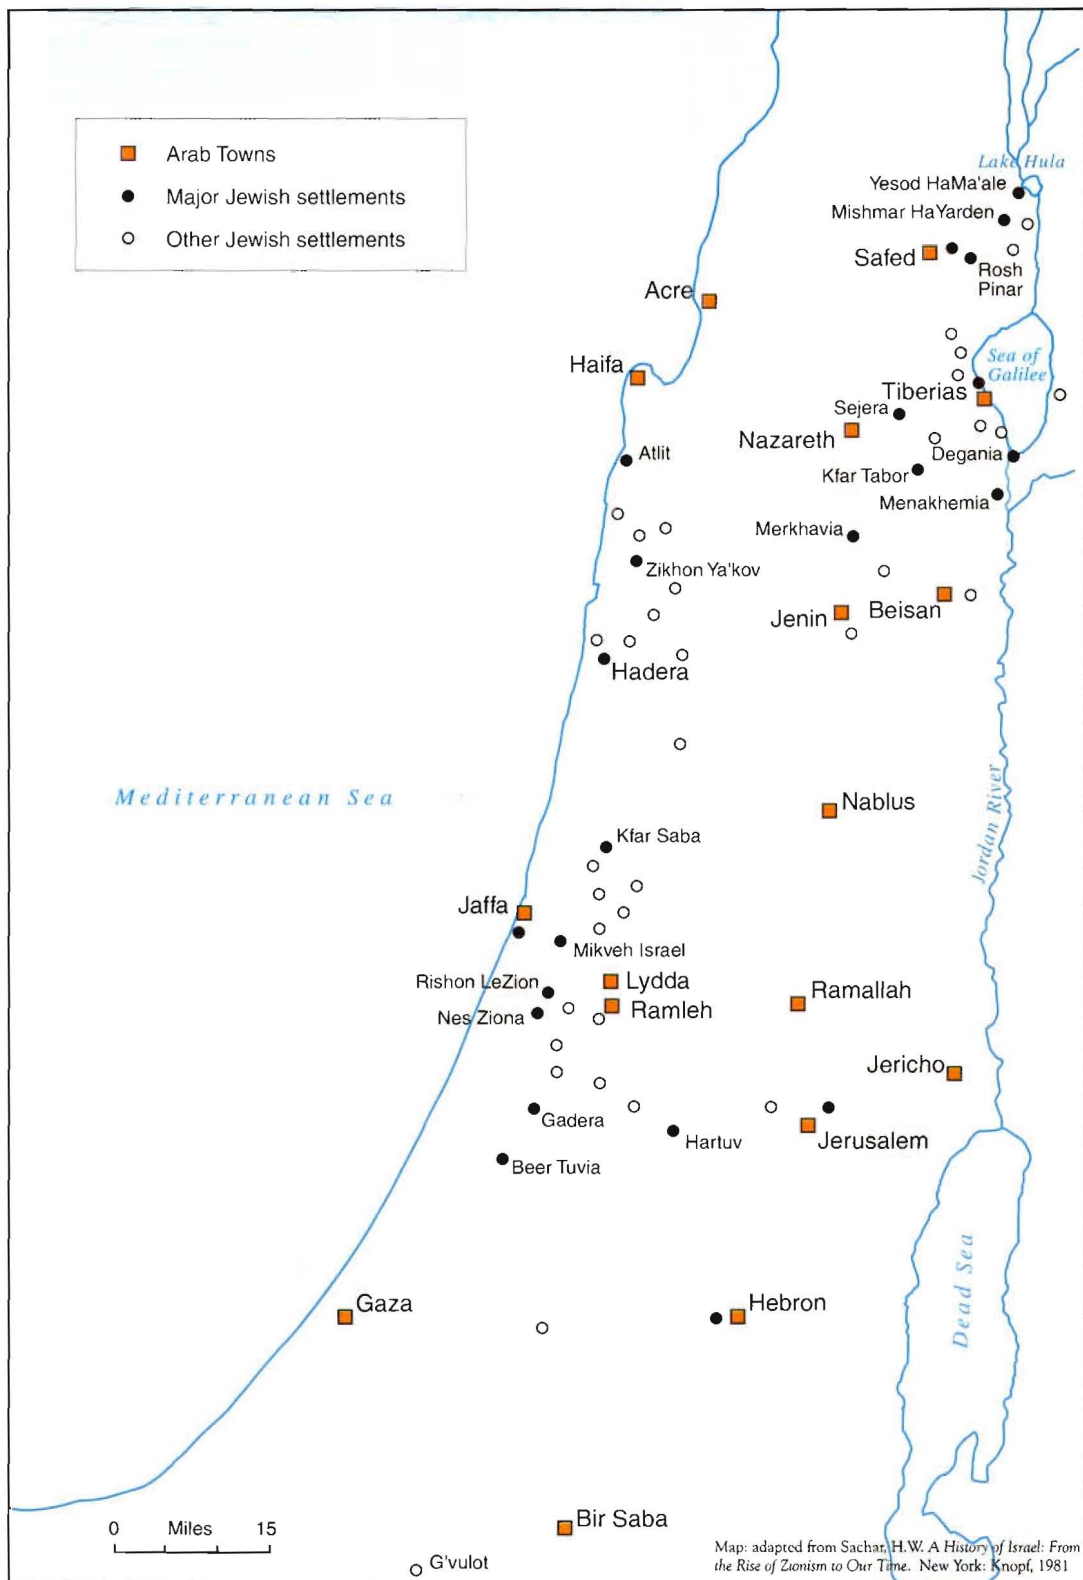 Arab Towns
Major Jewish settlements
Other Jewish settlements
Lake Hula
Yesod HaMa'ale
Mishmar HaYarden
Safed
Rosh
Pinar
Acre
Haifa
Sea of
Galilee
Tiberias
Sejera
Nazareth
Atlit
Degania
Kfar Tabor
Menakhemia
Merkhavia
Zikhon Ya'kov
Jenin
Beisan
Hadera
Mediterranean Sea
Nablus
Jordan River
Kfar Saba
Jaffa
Mikveh Israel
Rishon LeZion
Lydda
Nes Ziona
Ramleh
Ramallah
Jericho
Gadera
Hartuv
Jerusalem
Beer Tuvia
Dead Sea
Gaza
Hebron
Bir Saba
0 Miles 15
G'vulot
Map: adapted from Sachar, H.W. A History of Israel: From
the Rise of Zionism to Our Time. New York: Knopf, 1981